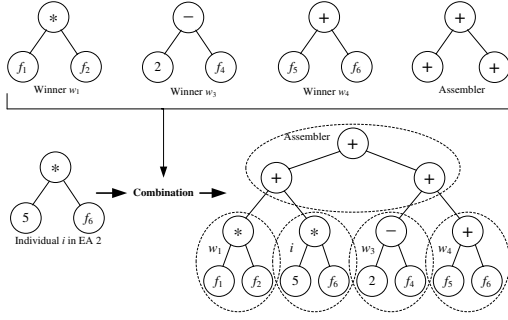 * − + +
f₁ f₂ 2 f₄ f₅ f₆ + +
Winner w₁ Winner w₃ Winner w₄ Assembler
Assembler
+
* + +
5 f₆ Combination
Individual i in EA 2
w₁ * i * w₃ − w₄ +
f₁ f₂ 5 f₆ 2 f₄ f₅ f₆